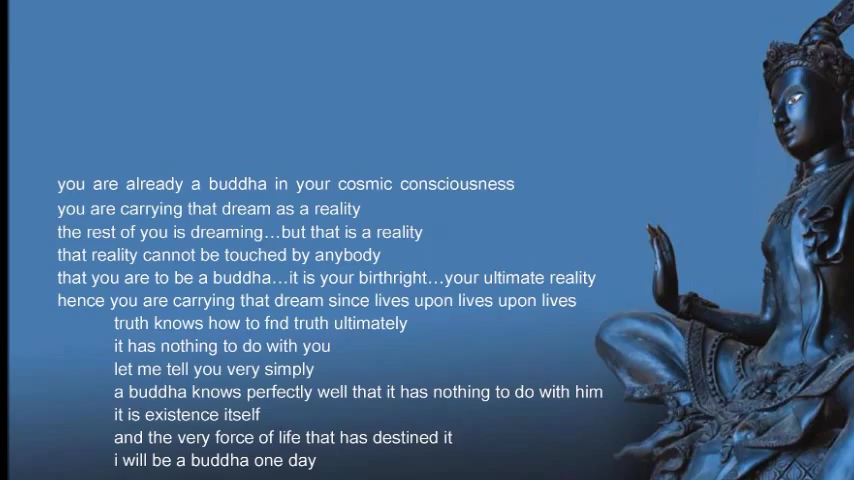 you are already a buddha in your cosmic consciousness
you are carrying that dream as a reality
the rest of you is dreaming...but that is a reality
that reality cannot be touched by anybody
that you are to be a buddha...it is your birthright...your ultimate reality
hence you are carrying that dream since lives upon lives upon lives
truth knows how to fnd truth ultimately
it has nothing to do with you
let me tell you very simply
a buddha knows perfectly well that it has nothing to do with him
it is existence itself
and the very force of life that has destined it
i will be a buddha one day